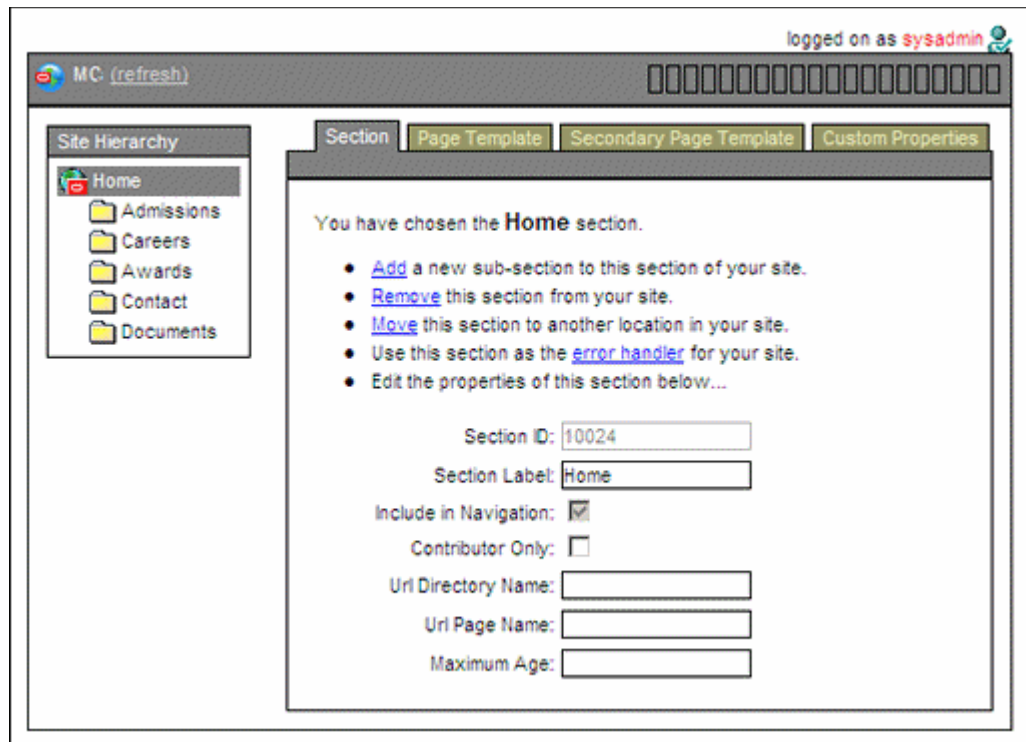 logged on as sysadmin
MC (refresh)
Site Hierarchy
Home
Admissions
Careers
Awards
Contact
Documents
Section
Page Template
Secondary Page Template
Custom Properties
You have chosen the Home section.
Add a new sub-section to this section of your site.
Remove this section from your site.
Move this section to another location in your site.
Use this section as the error handler for your site.
Edit the properties of this section below...
Section ID: 10024
Section Label: Home
Include in Navigation:
Contributor Only:
Url Directory Name:
Url Page Name:
Maximum Age: